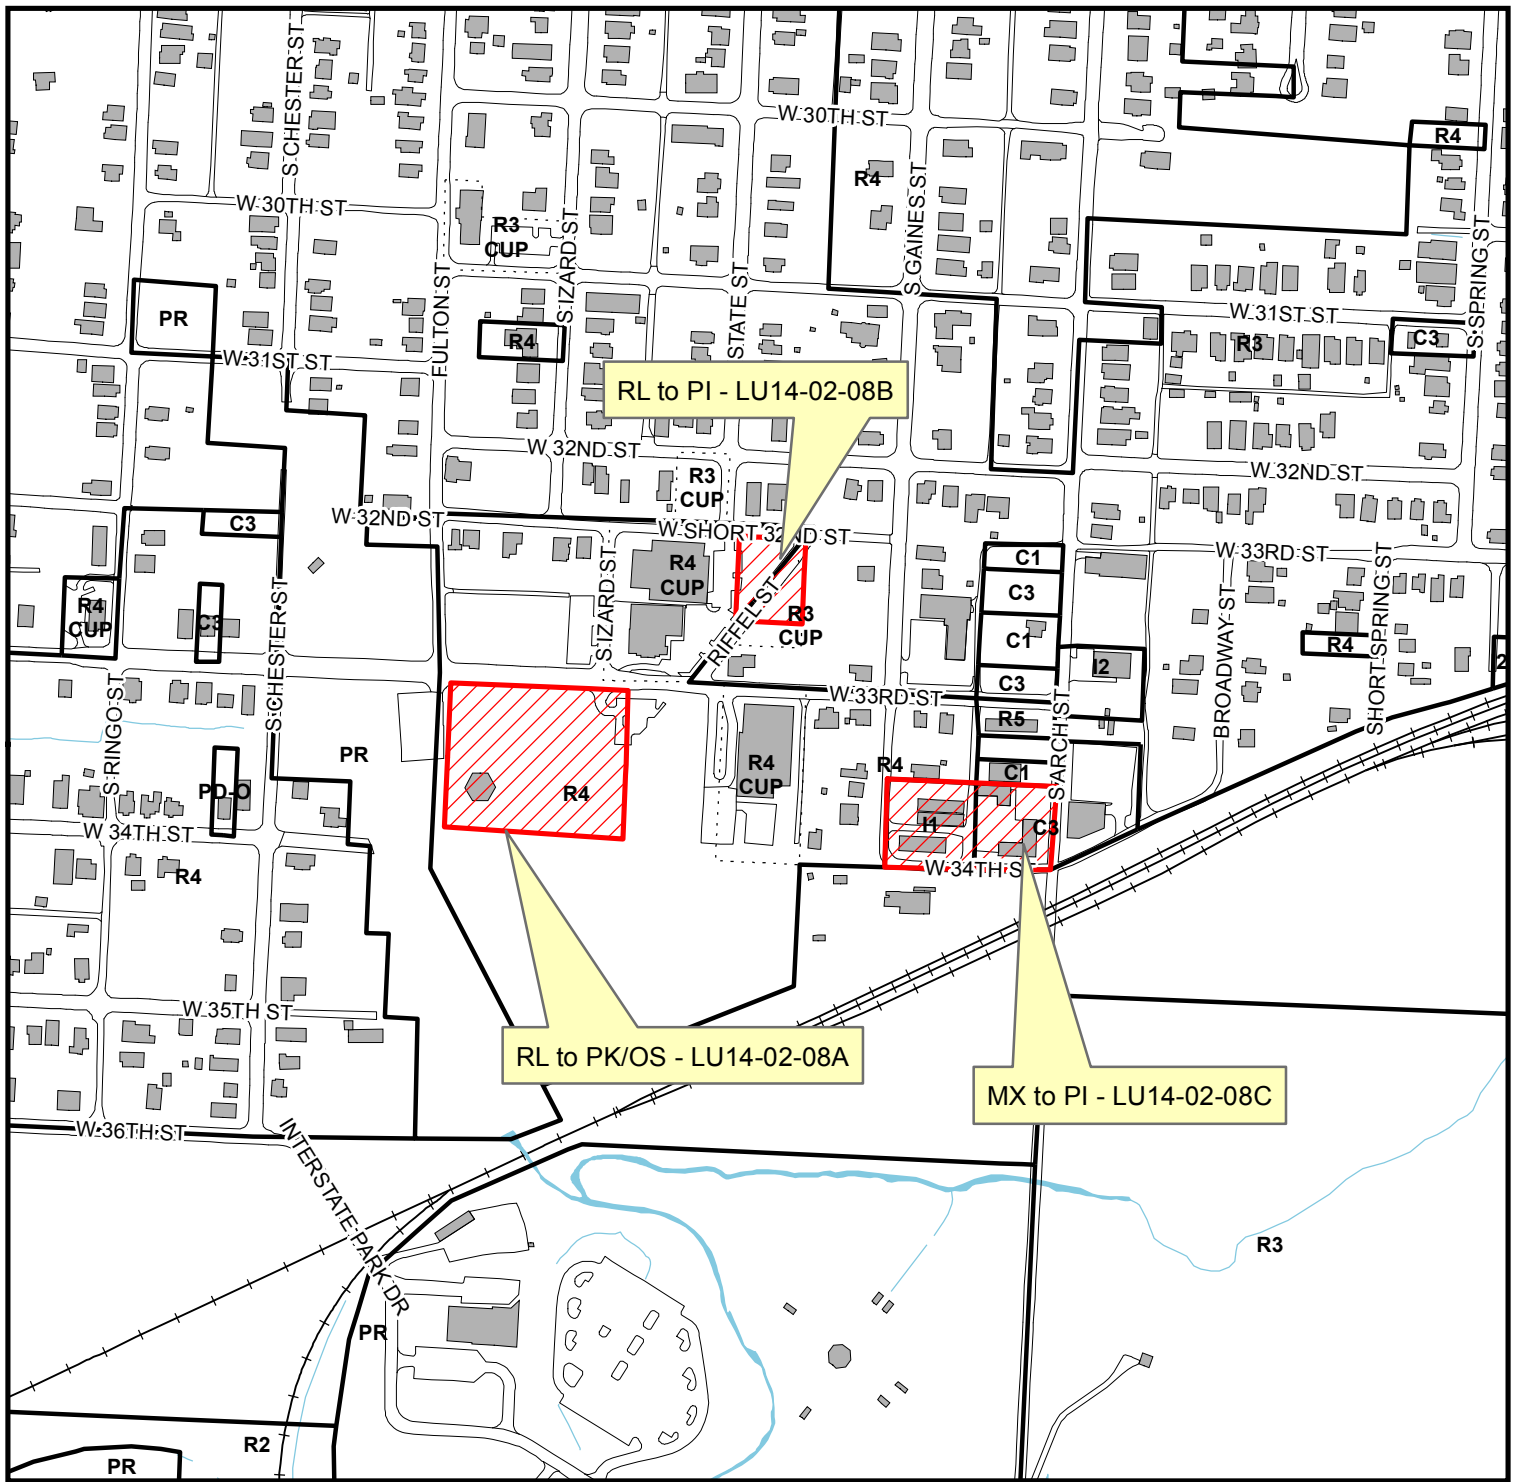 S CHESTER ST
W 30TH ST
R4
R4
W 30TH ST
S GAINES ST
R3
CUP
S IZARD ST
S SPRING ST
FULTON ST
STATE ST
PR
W 31ST ST
R4
W 31ST ST
R3
C3
RL to PI - LU14-02-08B
W 32ND ST
R3
CUP
W 32ND ST
W 32ND ST
C3
W SHORT 32ND ST
C1
W 33RD ST
R4
CUP
C3
S IZARD ST
R4
CUP
C3
S CHESTER ST
RIFFEL ST
R3
CUP
C1
BROADWAY ST
SHORT SPRING ST
R4
I2
2
C3
W 33RD ST
S RINGO ST
R5
S ARCH ST
PR
R4
CUP
R4
C1
PD-O
R4
I1
C3
W 34TH ST
W 34TH S
R4
W 35TH ST
RL to PK/OS - LU14-02-08A
MX to PI - LU14-02-08C
W 36TH ST
INTERSTATE PARK DR
R3
PR
R2
PR